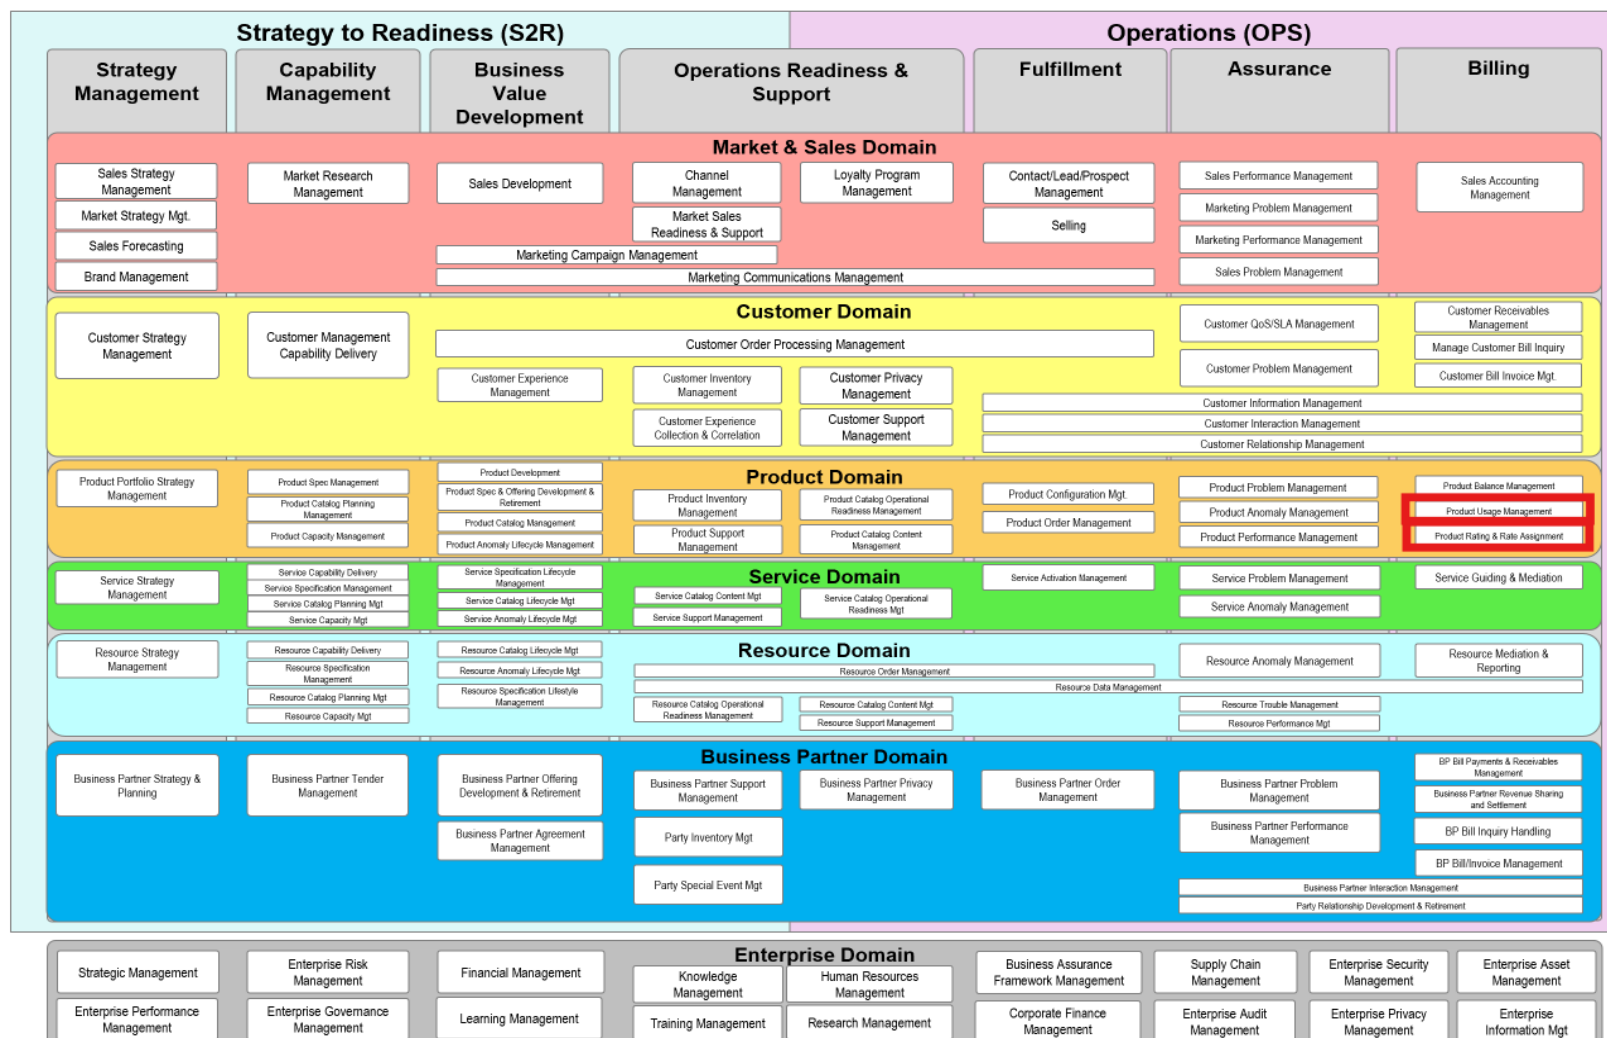 Strategy to Readiness (S2R)
Operations (OPS)
Strategy
Management
Capability
Management
Business
Value
Development
Operations Readiness &
Support
Fulfillment
Assurance
Billing
Market & Sales Domain
Sales Strategy
Management
Market Strategy Mgt.
Sales Forecasting
Brand Management
Market Research
Management
Sales Development
Channel
Management
Loyalty Program
Management
Market Sales
Readiness & Support
Marketing Campaign Management
Marketing Communications Management
Contact/Lead/Prospect
Management
Selling
Sales Performance Management
Marketing Problem Management
Marketing Performance Management
Sales Problem Management
Sales Accounting
Management
Customer Domain
Customer Strategy
Management
Customer Management
Capability Delivery
Customer Order Processing Management
Customer Experience
Management
Customer Inventory
Management
Customer Privacy
Management
Customer Experience
Collection & Correlation
Customer Support
Management
Customer QoS/SLA Management
Customer Problem Management
Customer Receivables
Management
Manage Customer Bill Inquiry
Customer Bill Invoice Mgt.
Customer Information Management
Customer Interaction Management
Customer Relationship Management
Product Domain
Product Portfolio Strategy
Management
Product Spec Management
Product Catalog Planning
Management
Product Capacity Management
Product Development
Product Spec & Offering Development &
Retirement
Product Catalog Management
Product Anomaly Lifecycle Management
Product Inventory
Management
Product Catalog Operational
Readiness Management
Product Support
Management
Product Catalog Content
Management
Product Configuration Mgt.
Product Order Management
Product Problem Management
Product Anomaly Management
Product Performance Management
Product Balance Management
Product Usage Management
Product Rating & Rate Assignment
Service Domain
Service Strategy
Management
Service Capability Delivery
Service Specification Management
Service Catalog Planning Mgt
Service Capacity Mgt
Service Specification Lifecycle
Management
Service Catalog Lifecycle Mgt
Service Anomaly Lifecycle Mgt
Service Catalog Content Mgt
Service Support Management
Service Catalog Operational
Readiness Mgt
Service Activation Management
Service Problem Management
Service Anomaly Management
Service Guiding & Mediation
Resource Domain
Resource Strategy
Management
Resource Capability Delivery
Resource Specification
Management
Resource Catalog Planning Mgt
Resource Capacity Mgt
Resource Catalog Lifecycle Mgt
Resource Anomaly Lifecycle Mgt
Resource Specification Lifestyle
Management
Resource Order Management
Resource Data Management
Resource Catalog Operational
Readiness Management
Resource Catalog Content Mgt
Resource Support Management
Resource Anomaly Management
Resource Trouble Management
Resource Performance Mgt
Resource Mediation &
Reporting
Business Partner Domain
Business Partner Strategy &
Planning
Business Partner Tender
Management
Business Partner Offering
Development & Retirement
Business Partner Agreement
Management
Business Partner Support
Management
Business Partner Privacy
Management
Party Inventory Mgt
Party Special Event Mgt
Business Partner Order
Management
Business Partner Problem
Management
Business Partner Performance
Management
BP Bill Payments & Receivables
Management
Business Partner Revenue Sharing
and Settlement
BP Bill Inquiry Handling
BP Bill/Invoice Management
Business Partner Interaction Management
Party Relationship Development & Retirement
Enterprise Domain
Strategic Management
Enterprise Risk
Management
Financial Management
Knowledge
Management
Human Resources
Management
Business Assurance
Framework Management
Supply Chain
Management
Enterprise Security
Management
Enterprise Asset
Management
Enterprise Performance
Management
Enterprise Governance
Management
Learning Management
Training Management
Research Management
Corporate Finance
Management
Enterprise Audit
Management
Enterprise Privacy
Management
Enterprise
Information Mgt